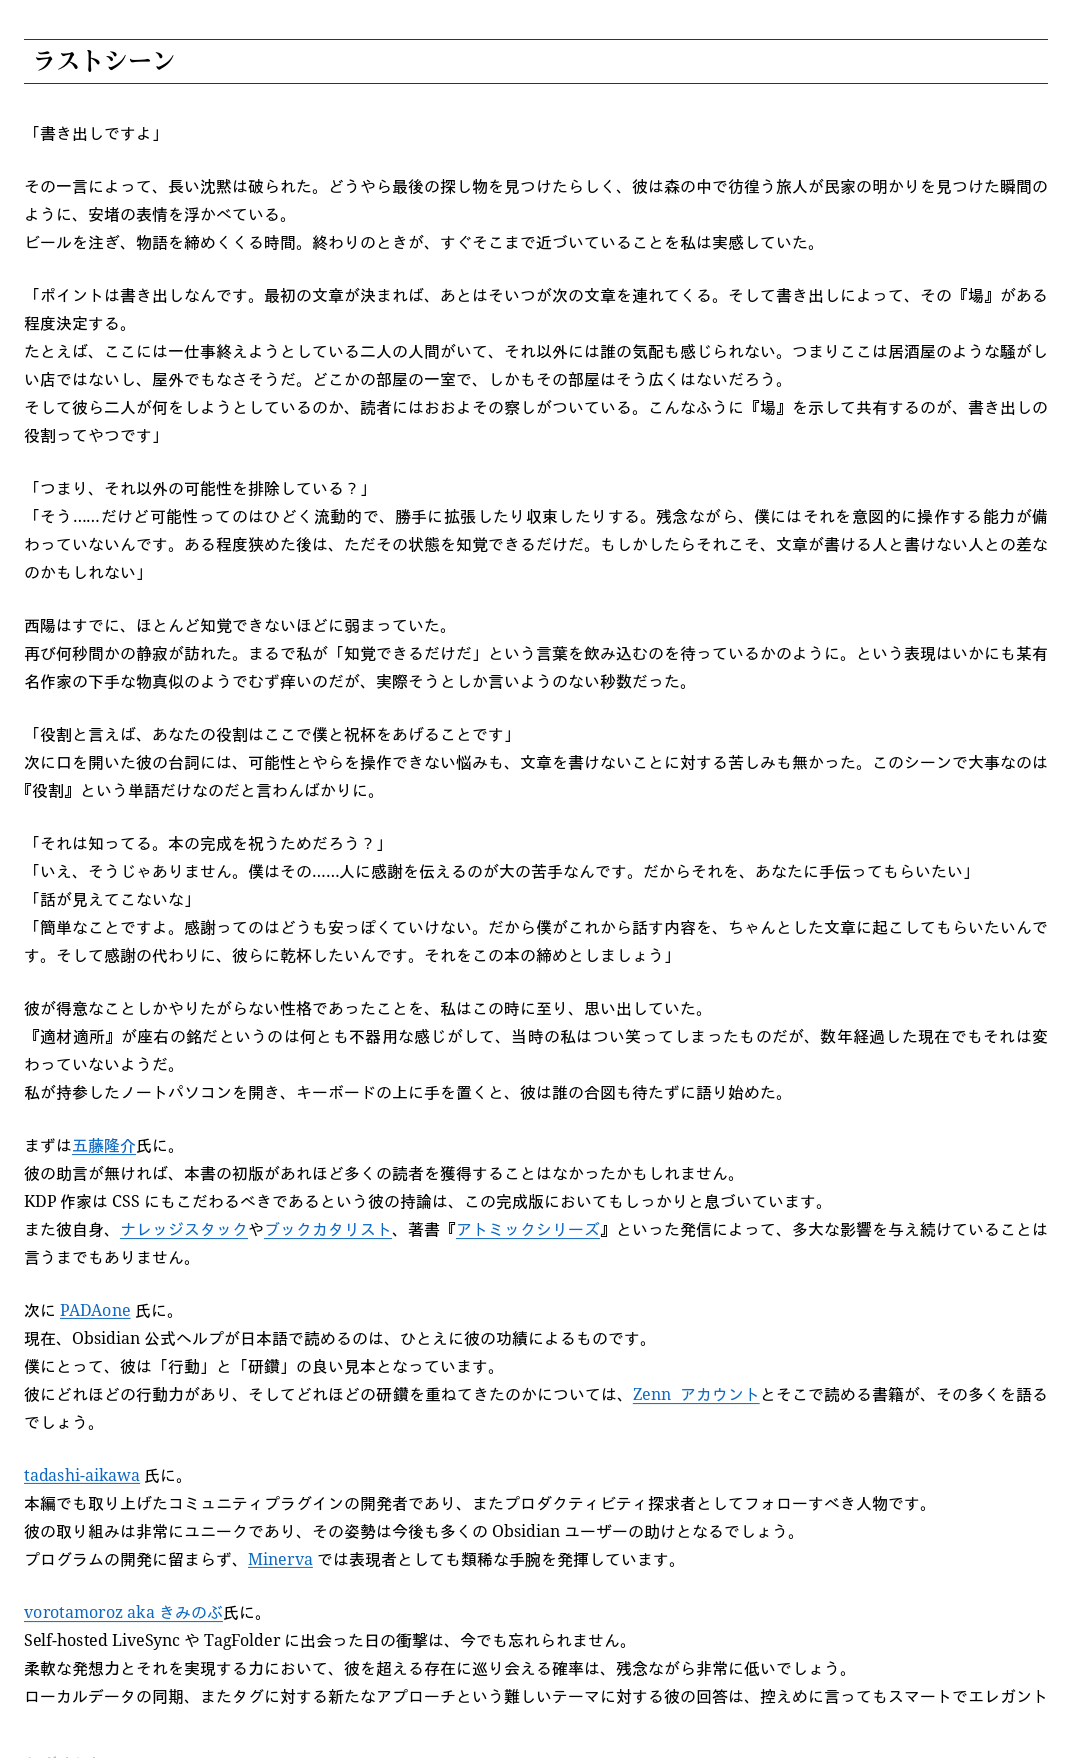 ラストシーン
「書き出しですよ」
その一言によって、長い沈黙は破られた。どうやら最後の探し物を見つけたらしく、彼は森の中で彷徨う旅人が民家の明かりを見つけた瞬間の
ように、安堵の表情を浮かべている。
ビールを注ぎ、物語を締めくくる時間。終わりのときが、すぐそこまで近づいていることを私は実感していた。
「ポイントは書き出しなんです。最初の文章が決まれば、あとはそいつが次の文章を連れてくる。そして書き出しによって、その『場』がある
程度決定する。
たとえば、ここには一仕事終えようとしている二人の人間がいて、それ以外には誰の気配も感じられない。つまりここは居酒屋のような騒がし
い店ではないし、屋外でもなさそうだ。どこかの部屋の一室で、しかもその部屋はそう広くはないだろう。
そして彼ら二人が何をしようとしているのか、読者にはおおよその察しがついている。こんなふうに『場』を示して共有するのが、書き出しの
役割ってやつです」
「つまり、それ以外の可能性を排除している？」
「そう……だけど可能性ってのはひどく流動的で、勝手に拡張したり収束したりする。残念ながら、僕にはそれを意図的に操作する能力が備
わっていないんです。ある程度狭めた後は、ただその状態を知覚できるだけだ。もしかしたらそれこそ、文章が書ける人と書けない人との差な
のかもしれない」
西陽はすでに、ほとんど知覚できないほどに弱まっていた。
再び何秒間かの静寂が訪れた。まるで私が「知覚できるだけだ」という言葉を飲み込むのを待っているかのように。という表現はいかにも某有
名作家の下手な物真似のようでむず痒いのだが、実際そうとしか言いようのない秒数だった。
「役割と言えば、あなたの役割はここで僕と祝杯をあげることです」
次に口を開いた彼の台詞には、可能性とやらを操作できない悩みも、文章を書けないことに対する苦しみも無かった。このシーンで大事なのは
『役割』という単語だけなのだと言わんばかりに。
「それは知ってる。本の完成を祝うためだろう？」
「いえ、そうじゃありません。僕はその……人に感謝を伝えるのが大の苦手なんです。だからそれを、あなたに手伝ってもらいたい」
「話が見えてこないな」
「簡単なことですよ。感謝ってのはどうも安っぽくていけない。だから僕がこれから話す内容を、ちゃんとした文章に起こしてもらいたいんで
す。そして感謝の代わりに、彼らに乾杯したいんです。それをこの本の締めとしましょう」
彼が得意なことしかやりたがらない性格であったことを、私はこの時に至り、思い出していた。
『適材適所』が座右の銘だというのは何とも不器用な感じがして、当時の私はつい笑ってしまったものだが、数年経過した現在でもそれは変
わっていないようだ。
私が持参したノートパソコンを開き、キーボードの上に手を置くと、彼は誰の合図も待たずに語り始めた。
まずは五藤隆介氏に。
彼の助言が無ければ、本書の初版があれほど多くの読者を獲得することはなかったかもしれません。
KDP 作家は CSS にもこだわるべきであるという彼の持論は、この完成版においてもしっかりと息づいています。
また彼自身、ナレッジスタックやブックカタリスト、著書『アトミックシリーズ』といった発信によって、多大な影響を与え続けていることは
言うまでもありません。
次に PADAone 氏に。
現在、Obsidian 公式ヘルプが日本語で読めるのは、ひとえに彼の功績によるものです。
僕にとって、彼は「行動」と「研鑽」の良い見本となっています。
彼にどれほどの行動力があり、そしてどれほどの研鑽を重ねてきたのかについては、Zenn アカウントとそこで読める書籍が、その多くを語る
でしょう。
tadashi-aikawa 氏に。
本編でも取り上げたコミュニティプラグインの開発者であり、またプロダクティビティ探求者としてフォローすべき人物です。
彼の取り組みは非常にユニークであり、その姿勢は今後も多くの Obsidian ユーザーの助けとなるでしょう。
プログラムの開発に留まらず、Minerva では表現者としても類稀な手腕を発揮しています。
vorotamoroz aka きみのぶ氏に。
Self-hosted LiveSync や TagFolder に出会った日の衝撃は、今でも忘れられません。
柔軟な発想力とそれを実現する力において、彼を超える存在に巡り会える確率は、残念ながら非常に低いでしょう。
ローカルデータの同期、またタグに対する新たなアプローチという難しいテーマに対する彼の回答は、控えめに言ってもスマートでエレガント